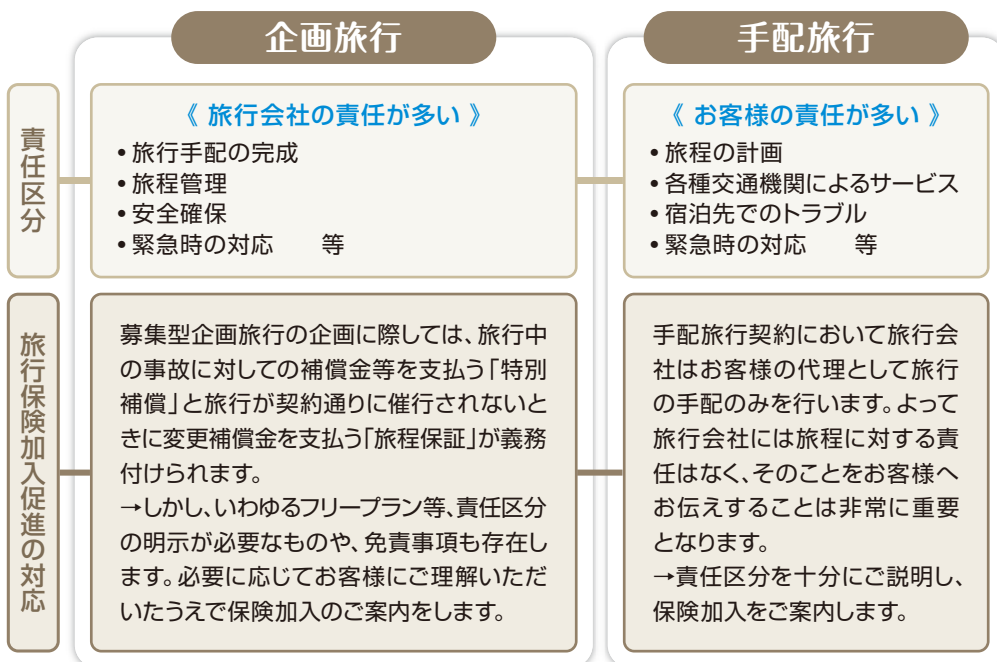 企画旅行
手配旅行
責任区分
《 旅行会社の責任が多い 》
• 旅行手配の完成
• 旅程管理
• 安全確保
• 緊急時の対応　　等
《 お客様の責任が多い 》
• 旅程の計画
• 各種交通機関によるサービス
• 宿泊先でのトラブル
• 緊急時の対応　　等
旅行保険加入促進の対応
募集型企画旅行の企画に際しては、旅行中
の事故に対しての補償金等を支払う「特別
補償」と旅行が契約通りに催行されないと
きに変更補償金を支払う「旅程保証」が義務
付けられます。
→しかし、いわゆるフリープラン等、責任区分
の明示が必要なものや、免責事項も存在し
ます。必要に応じてお客様にご理解いただ
いたうえで保険加入のご案内をします。
手配旅行契約において旅行会
社はお客様の代理として旅行
の手配のみを行います。よって
旅行会社には旅程に対する責
任はなく、そのことをお客様へ
お伝えすることは非常に重要
となります。
→責任区分を十分にご説明し、
保険加入をご案内します。